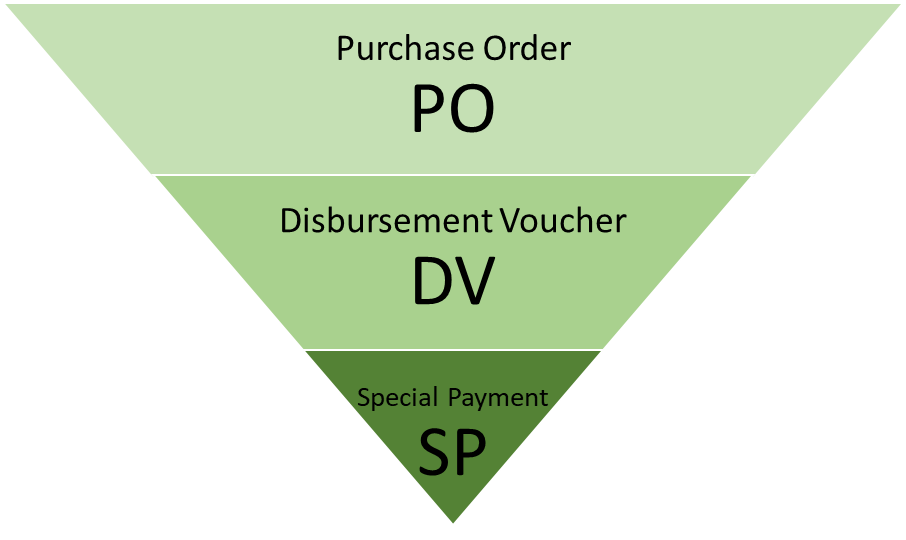 Purchase Order
PO
Disbursement Voucher
DV
Special Payment
SP